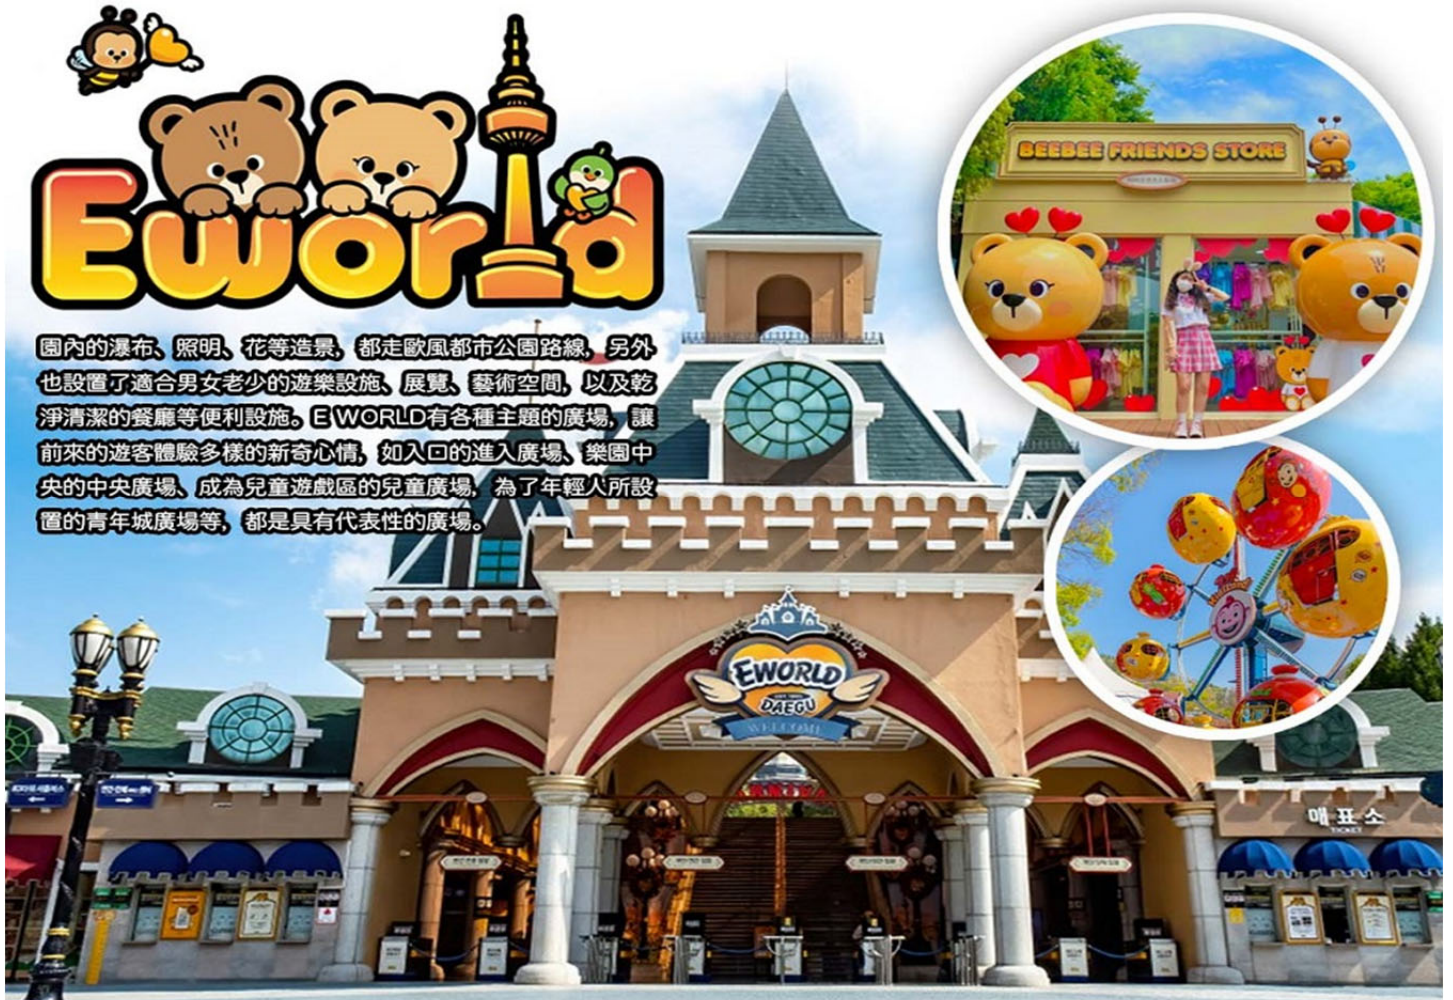 Eworld
園內的瀑布、照明、花等造景，都走歐風都市公園路線，另外
也設置了適合男女老少的遊樂設施、展覽、藝術空間，以及乾
淨清潔的餐廳等便利設施。E WORLD有各種主題的廣場，讓
前來的遊客體驗多樣的新奇心情，如入口的進入廣場、樂園中
央的中央廣場、成為兒童遊戲區的兒童廣場，為了年輕人所設
置的青年城廣場等，都是具有代表性的廣場。
BEEBEE FRIENDS STORE
EWORLD
DAEGU
WELCOME
매표소
TICKET